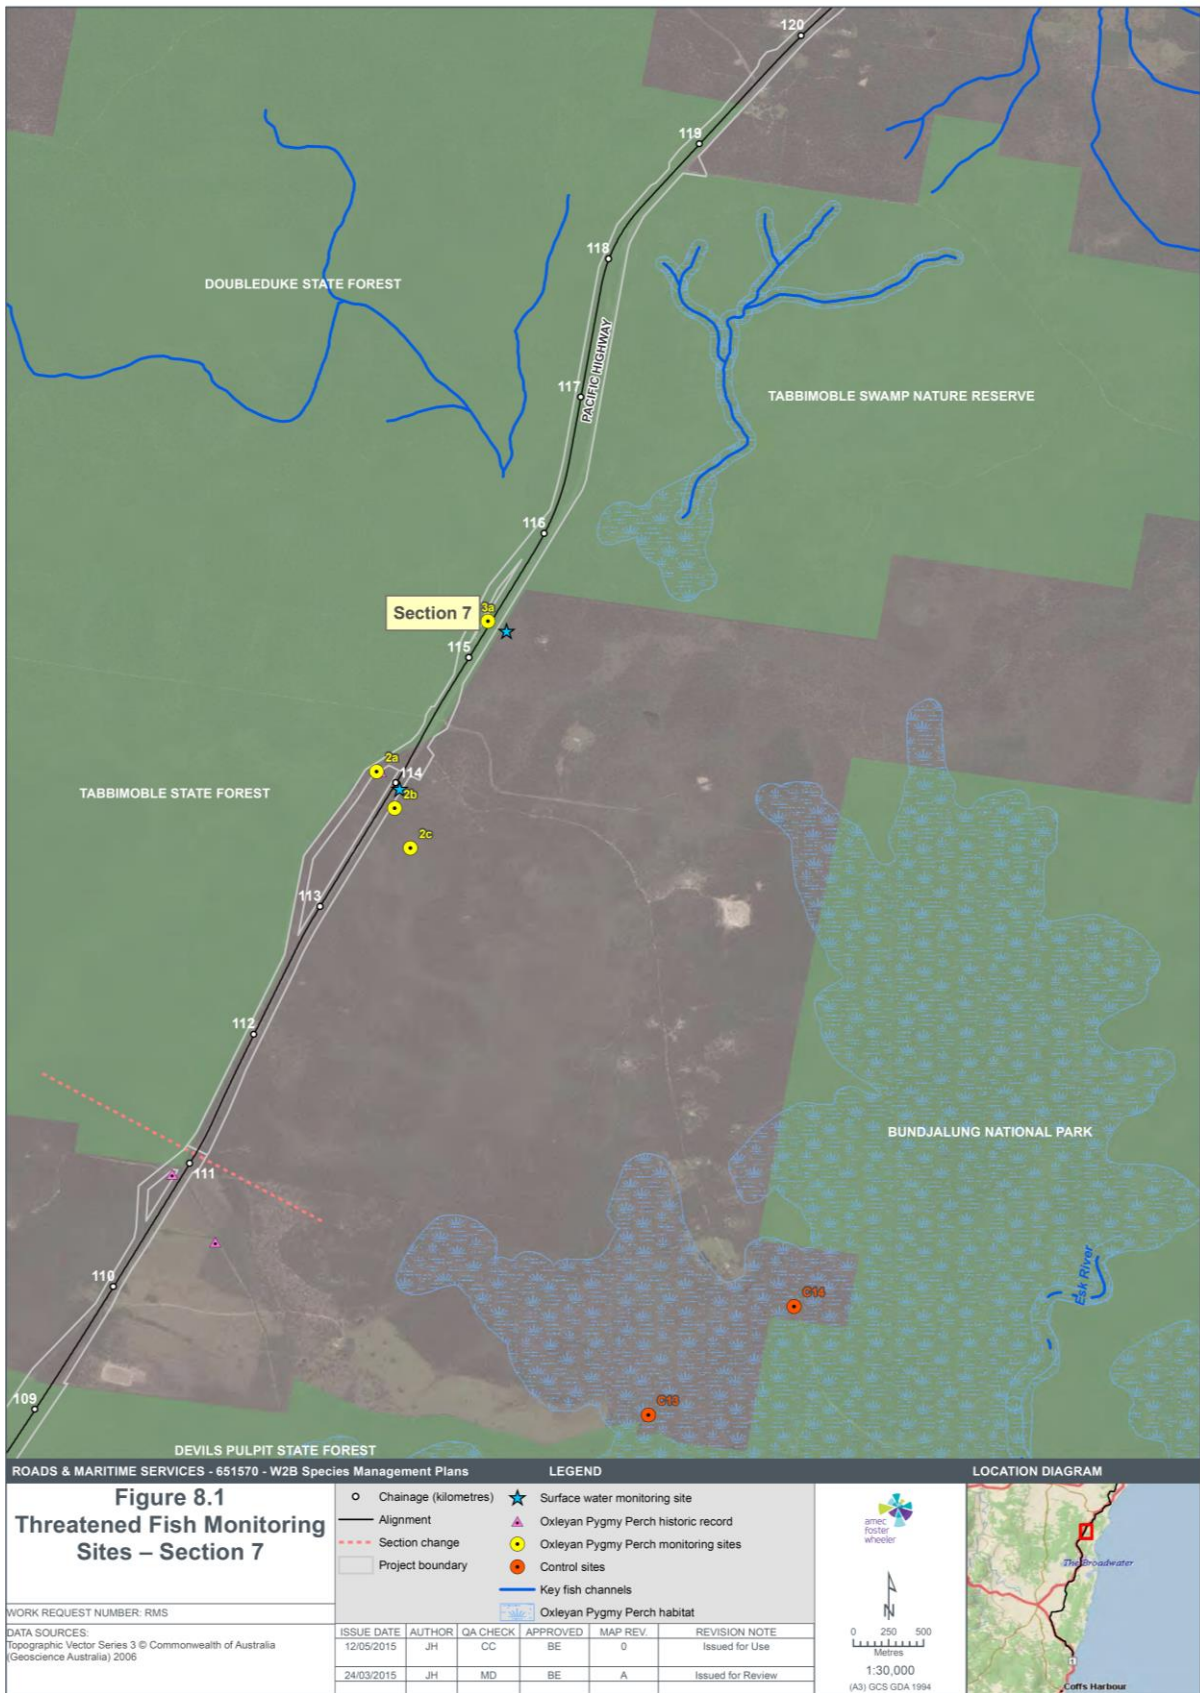 120
119
118
DOUBLEDUKE STATE FOREST
PACIFIC HIGHWAY
117
TABBIMOBLE SWAMP NATURE RESERVE
116
Section 7
3a
115
2a
114
TABBIMOBLE STATE FOREST
2b
2c
113
112
BUNDJALUNG NATIONAL PARK
111
110
Esk River
C14
109
C13
DEVILS PULPIT STATE FOREST
ROADS & MARITIME SERVICES - 651570 - W2B Species Management Plans
LEGEND
LOCATION DIAGRAM
Figure 8.1
Threatened Fish Monitoring
Sites – Section 7
WORK REQUEST NUMBER: RMS
DATA SOURCES:
Topographic Vector Series 3 © Commonwealth of Australia
(Geoscience Australia) 2006
Chainage (kilometres)
Alignment
Section change
Project boundary
Surface water monitoring site
Oxleyan Pygmy Perch historic record
Oxleyan Pygmy Perch monitoring sites
Control sites
Key fish channels
Oxleyan Pygmy Perch habitat
ISSUE DATE AUTHOR QA CHECK APPROVED MAP REV. REVISION NOTE
12/05/2015 JH CC BE 0 Issued for Use
24/03/2015 JH MD BE A Issued for Review
amec
foster
wheeler
N
0 250 500
Metres
1:30,000
(A3) GCS GDA 1994
The Broadwater
1
Coffs Harbour